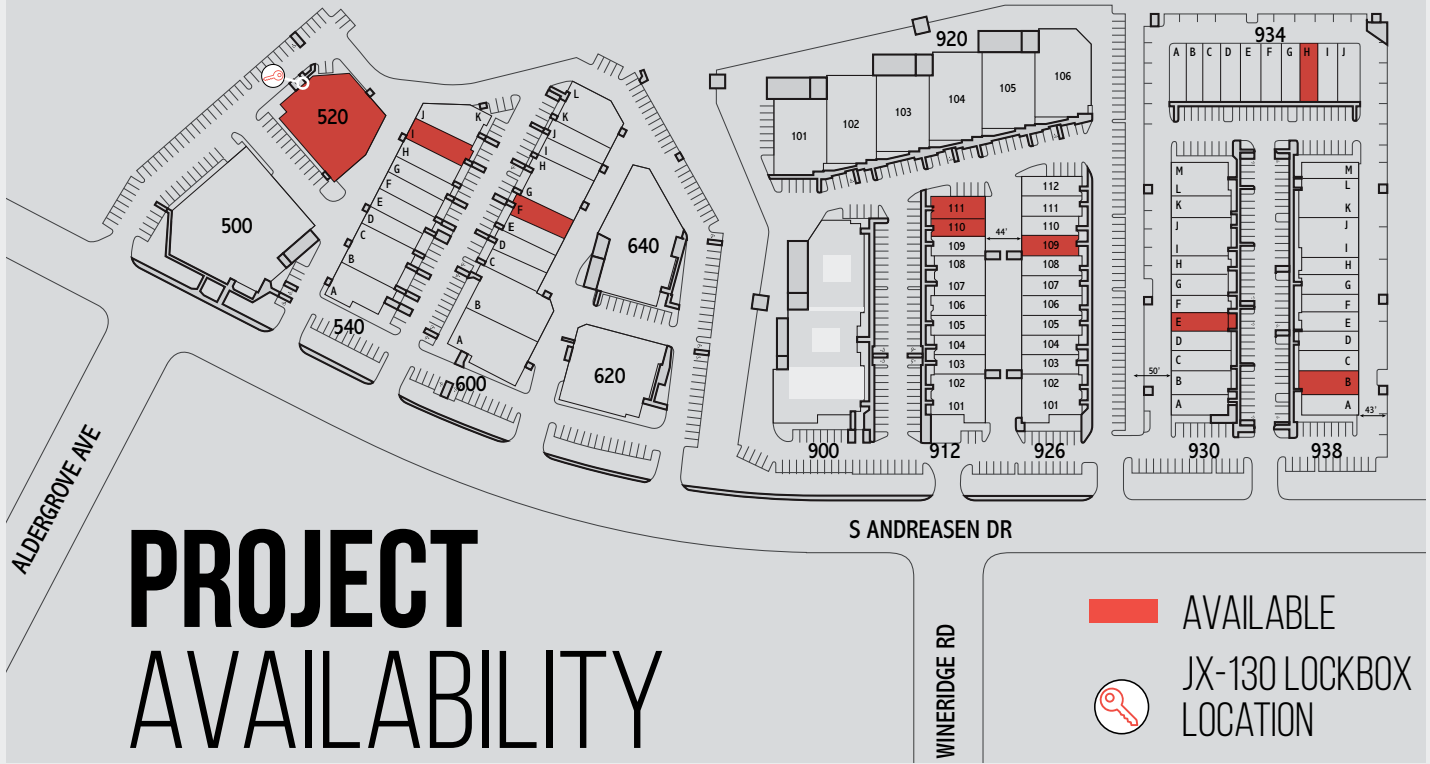 520
500
J
K
I
H
G
F
E
D
C
B
A
540
L
K
J
I
H
G
F
E
D
C
B
A
600
640
620
920
101
102
103
104
105
106
900
111
110
109
108
107
106
105
104
103
102
101
912
44'
112
111
110
109
108
107
106
105
104
103
102
101
926
934
A B C D E F G H I J
M
L
K
J
I
H
G
F
E
D
C
B
A
50'
930
M
L
K
J
I
H
G
F
E
D
C
B
A
43'
938
ALDERGROVE AVE
S ANDREASEN DR
WINERIDGE RD
PROJECT
AVAILABILITY
AVAILABLE
JX-130 LOCKBOX
LOCATION